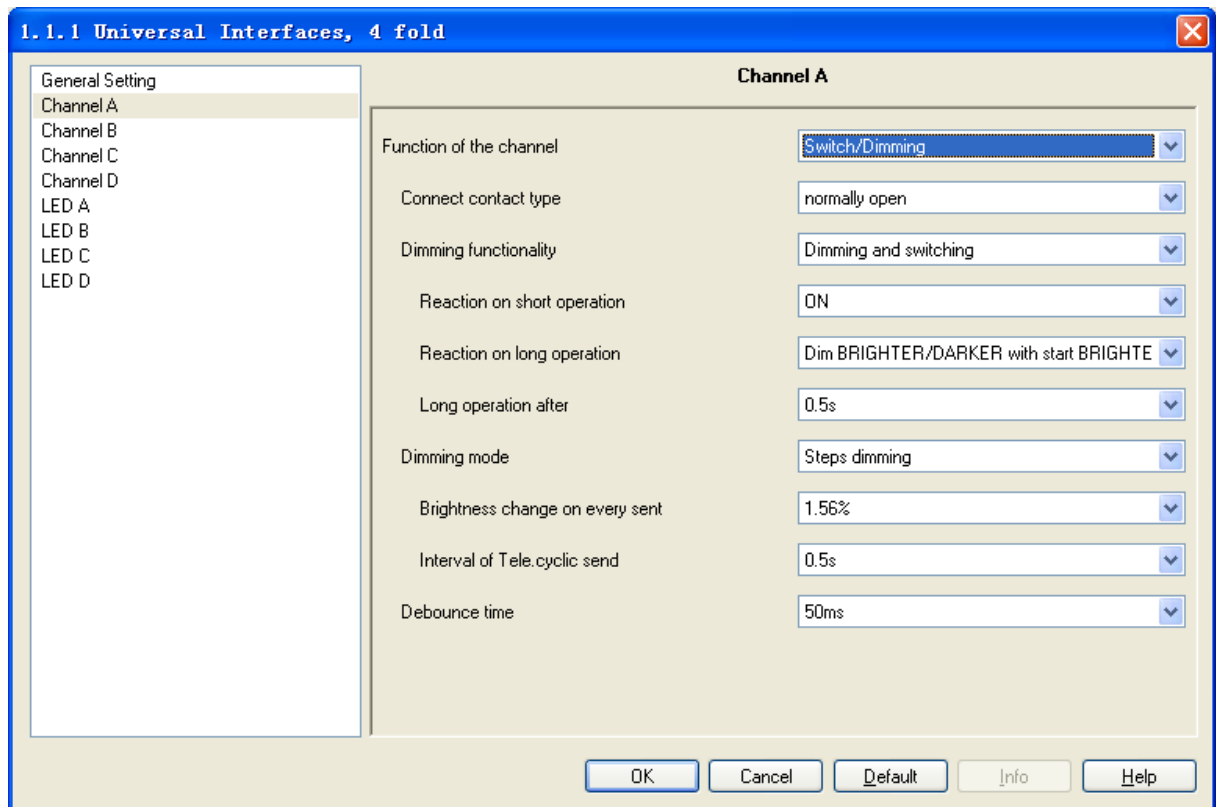 1.1.1 Universal Interfaces, 4 fold
General Setting
Channel A
Channel B
Channel C
Channel D
LED A
LED B
LED C
LED D
Channel A
Function of the channel
Switch/Dimming
Connect contact type
normally open
Dimming functionality
Dimming and switching
Reaction on short operation
ON
Reaction on long operation
Dim BRIGHTER/DARKER with start BRIGHTE
Long operation after
0.5s
Dimming mode
Steps dimming
Brightness change on every sent
1.56%
Interval of Tele.cyclic send
0.5s
Debounce time
50ms
OK
Cancel
Default
Info
Help